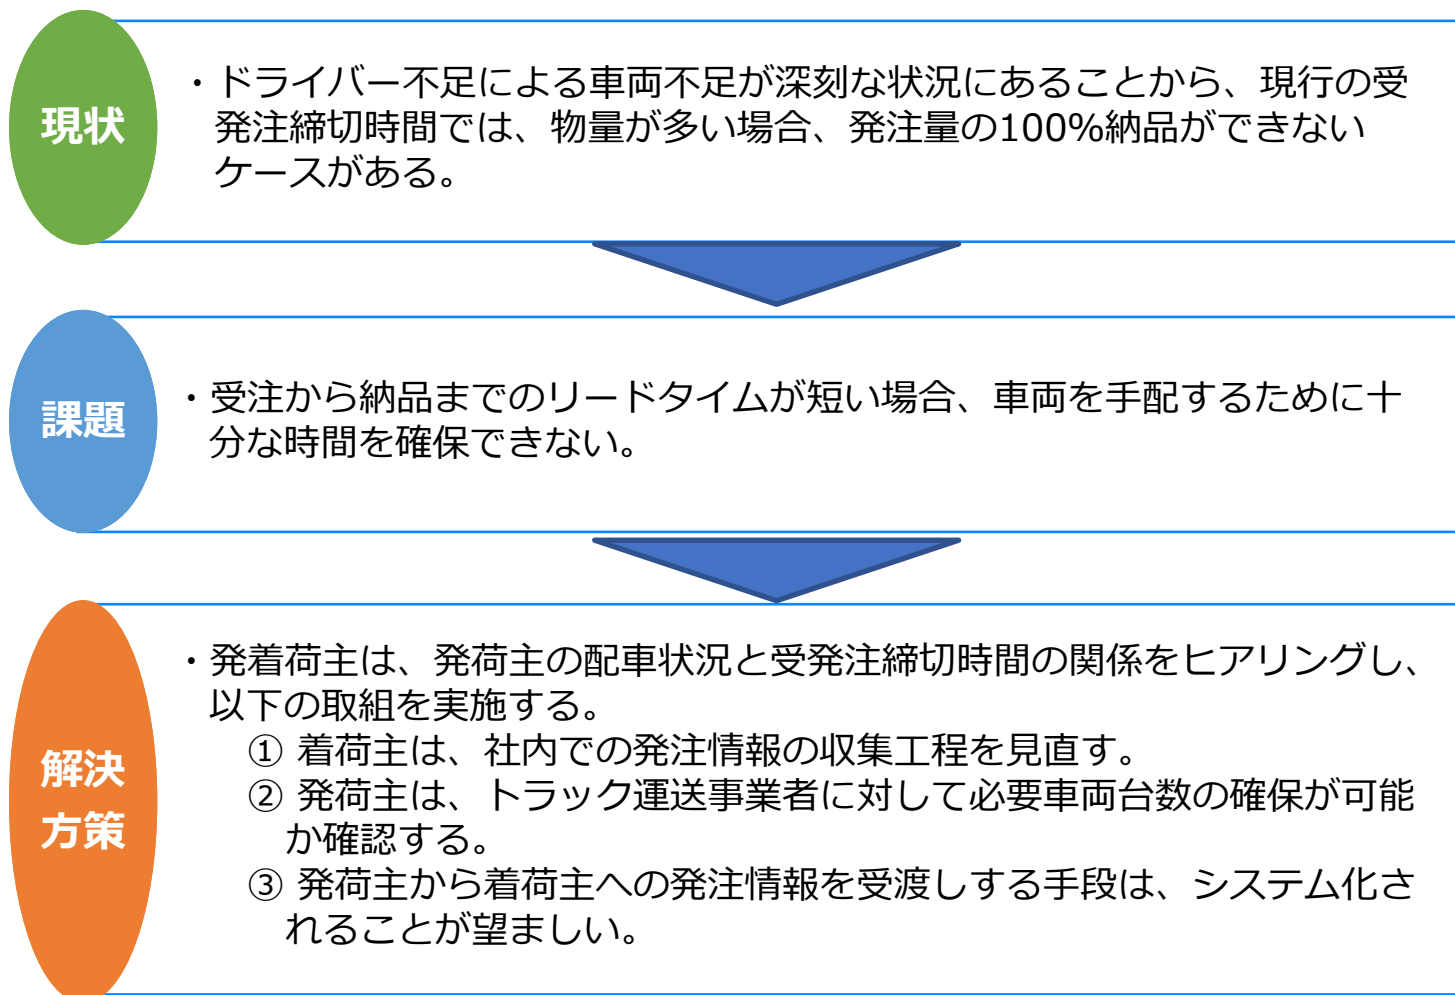 現状
・ドライバー不足による車両不足が深刻な状況にあることから、現行の受
発注締切時間では、物量が多い場合、発注量の100%納品ができない
ケースがある。
課題
・受注から納品までのリードタイムが短い場合、車両を手配するために十
分な時間を確保できない。
解決
方策
・発着荷主は、発荷主の配車状況と受発注締切時間の関係をヒアリングし、
以下の取組を実施する。
① 着荷主は、社内での発注情報の収集工程を見直す。
② 発荷主は、トラック運送事業者に対して必要車両台数の確保が可能
か確認する。
③ 発荷主から着荷主への発注情報を受渡しする手段は、システム化さ
れることが望ましい。